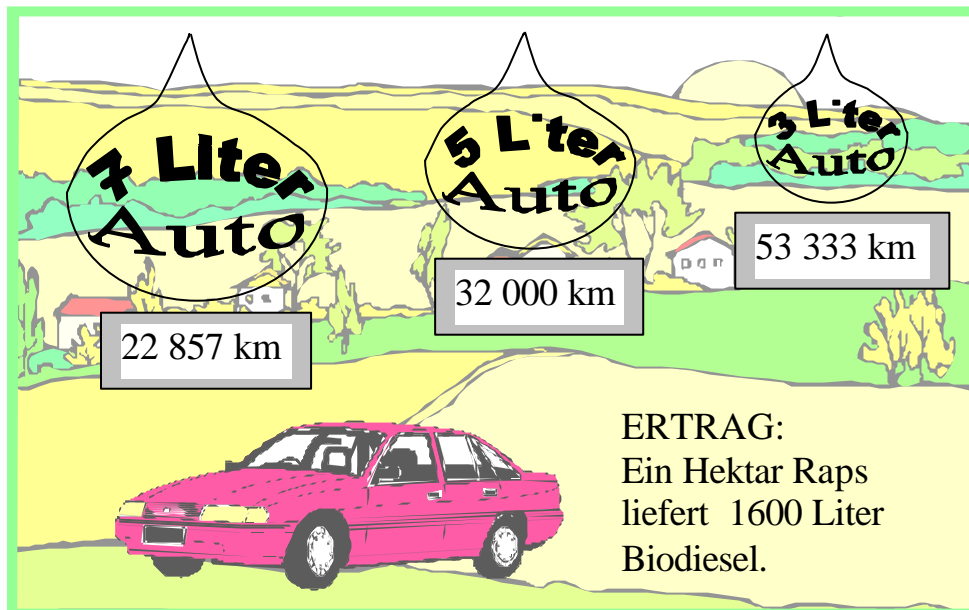 7 Liter
Auto
22 857 km
5 Liter
Auto
32 000 km
3 Liter
Auto
53 333 km
ERTRAG:
Ein Hektar Raps
liefert 1600 Liter
Biodiesel.